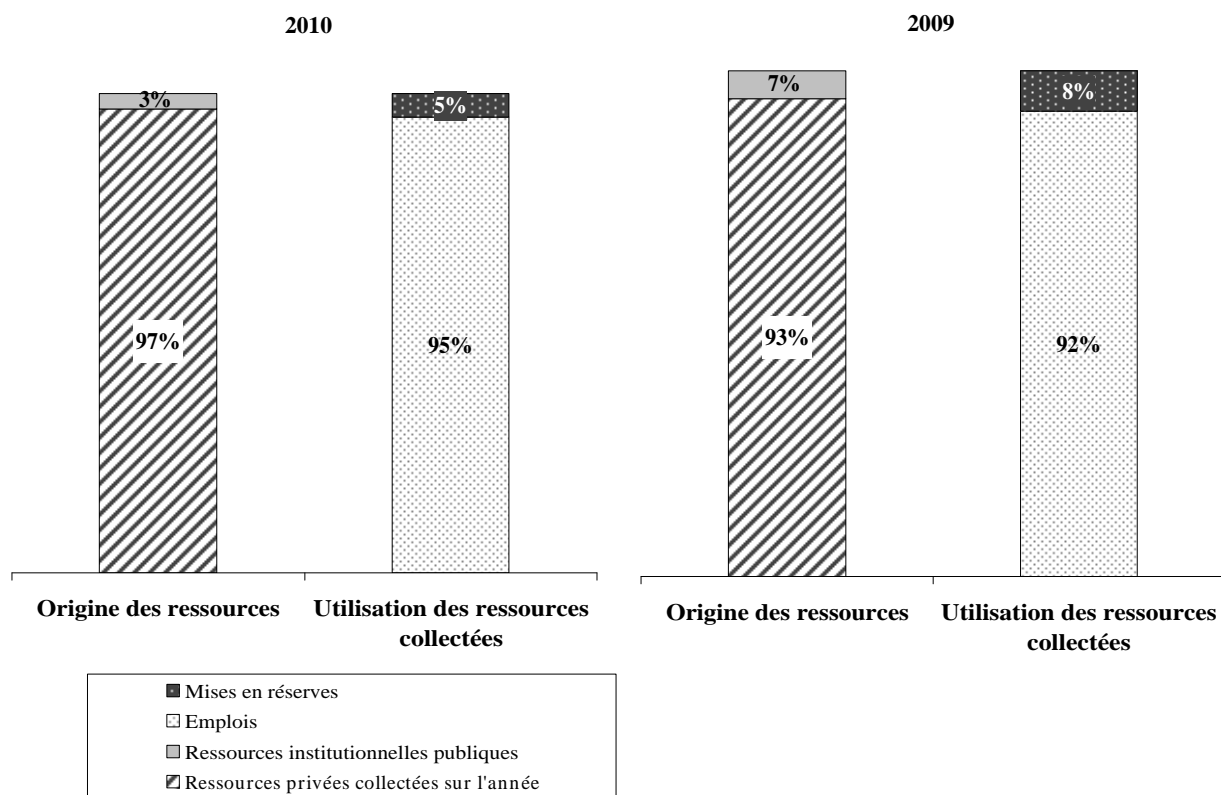 2010
2009
3%
5%
97%
95%
7%
8%
93%
92%
Origine des ressources
Utilisation des ressources
collectées
Origine des ressources
Utilisation des ressources
collectées
Mises en réserves
Emplois
Ressources institutionnelles publiques
Ressources privées collectées sur l'année